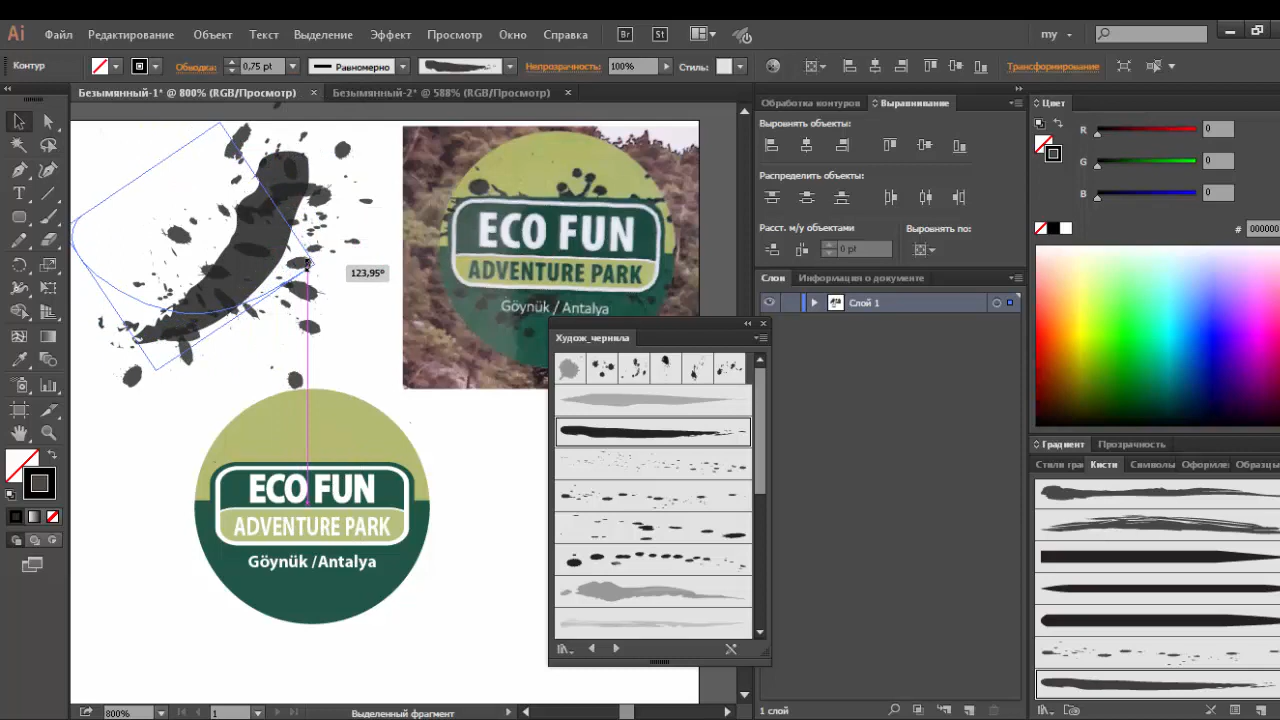 Ai Файл Редактирование Объект Текст Выделение Эффект Просмотр Окно Справка Br St my
Контур Обводка: 0,75 pt Равномерно Непрозрачность: 100% Стиль: Трансформирование
Безымянный-1* @ 800% (RGB/Просмотр) × Безымянный-2* @ 588% (RGB/Просмотр) ×
Обработка контуров Выравнивание
Выровнять объекты:
Распределить объекты:
Расст. м/у объектами Выровнять по:
0 pt
Слои Информация о документе
Слой 1
1 слой
Цвет
R 0
G 0
B 0
# 000000
Градиент Прозрачность
Стили гра Кисти Символы Оформле Образцы
123,95°
ECO FUN
ADVENTURE PARK
Göynük / Antalya
Худож_чернила
ECO FUN
ADVENTURE PARK
Göynük /Antalya
800% 1 Выделенный фрагмент